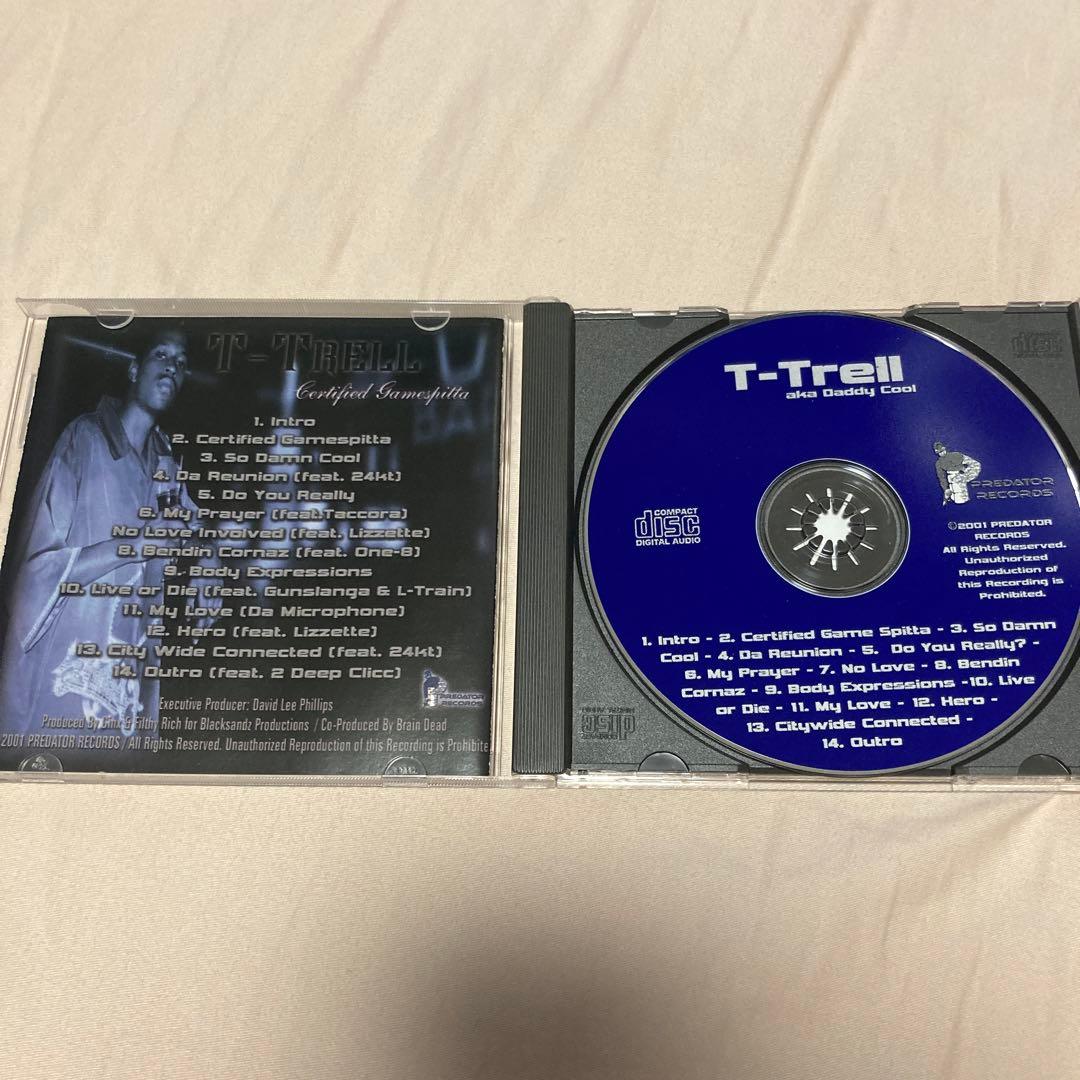 T-Trell
Certified Gamespitta
1. Intro
2. Certified Gamespitta
3. So Damn Cool
4. Da Reunion (feat. 24kt)
5. Do You Really
6. My Prayer (feat.Taccora)
No Love Involved (feat. Lizzette)
8. Bendin Cornaz (feat. One-8)
9. Body Expressions
10. Live or Die (feat. Gunslanga & L-Train)
11. My Love (Da Microphone)
12. Hero (feat. Lizzette)
13. City Wide Connected (feat. 24kt)
14. Outro (feat. 2 Deep Clicc)
PREDATOR
RECORDS
Executive Producer: David Lee Phillips
Produced By & Filthy Rich for Blacksandz Productions / Co-Produced By Brain Dead
2001 PREDATOR RECORDS / All Rights Reserved. Unauthorized Reproduction of this Recording is Prohibite
T-Trell
aka Daddy Cool
PREDATOR
RECORDS
COMPACT
disc
DIGITAL AUDIO
©2001 PREDATOR
RECORDS
All Rights Reserved.
Unauthorized
Reproduction of
this Recording is
Prohibited.
1. Intro - 2. Certified Game Spitta - 3. So Damn
Cool - 4. Da Reunion - 5. Do You Really? -
6. My Prayer - 7. No Love - 8. Bendin
Cornaz - 9. Body Expressions -10. Live
or Die - 11. My Love - 12. Hero -
13. Citywide Connected -
14. Outro